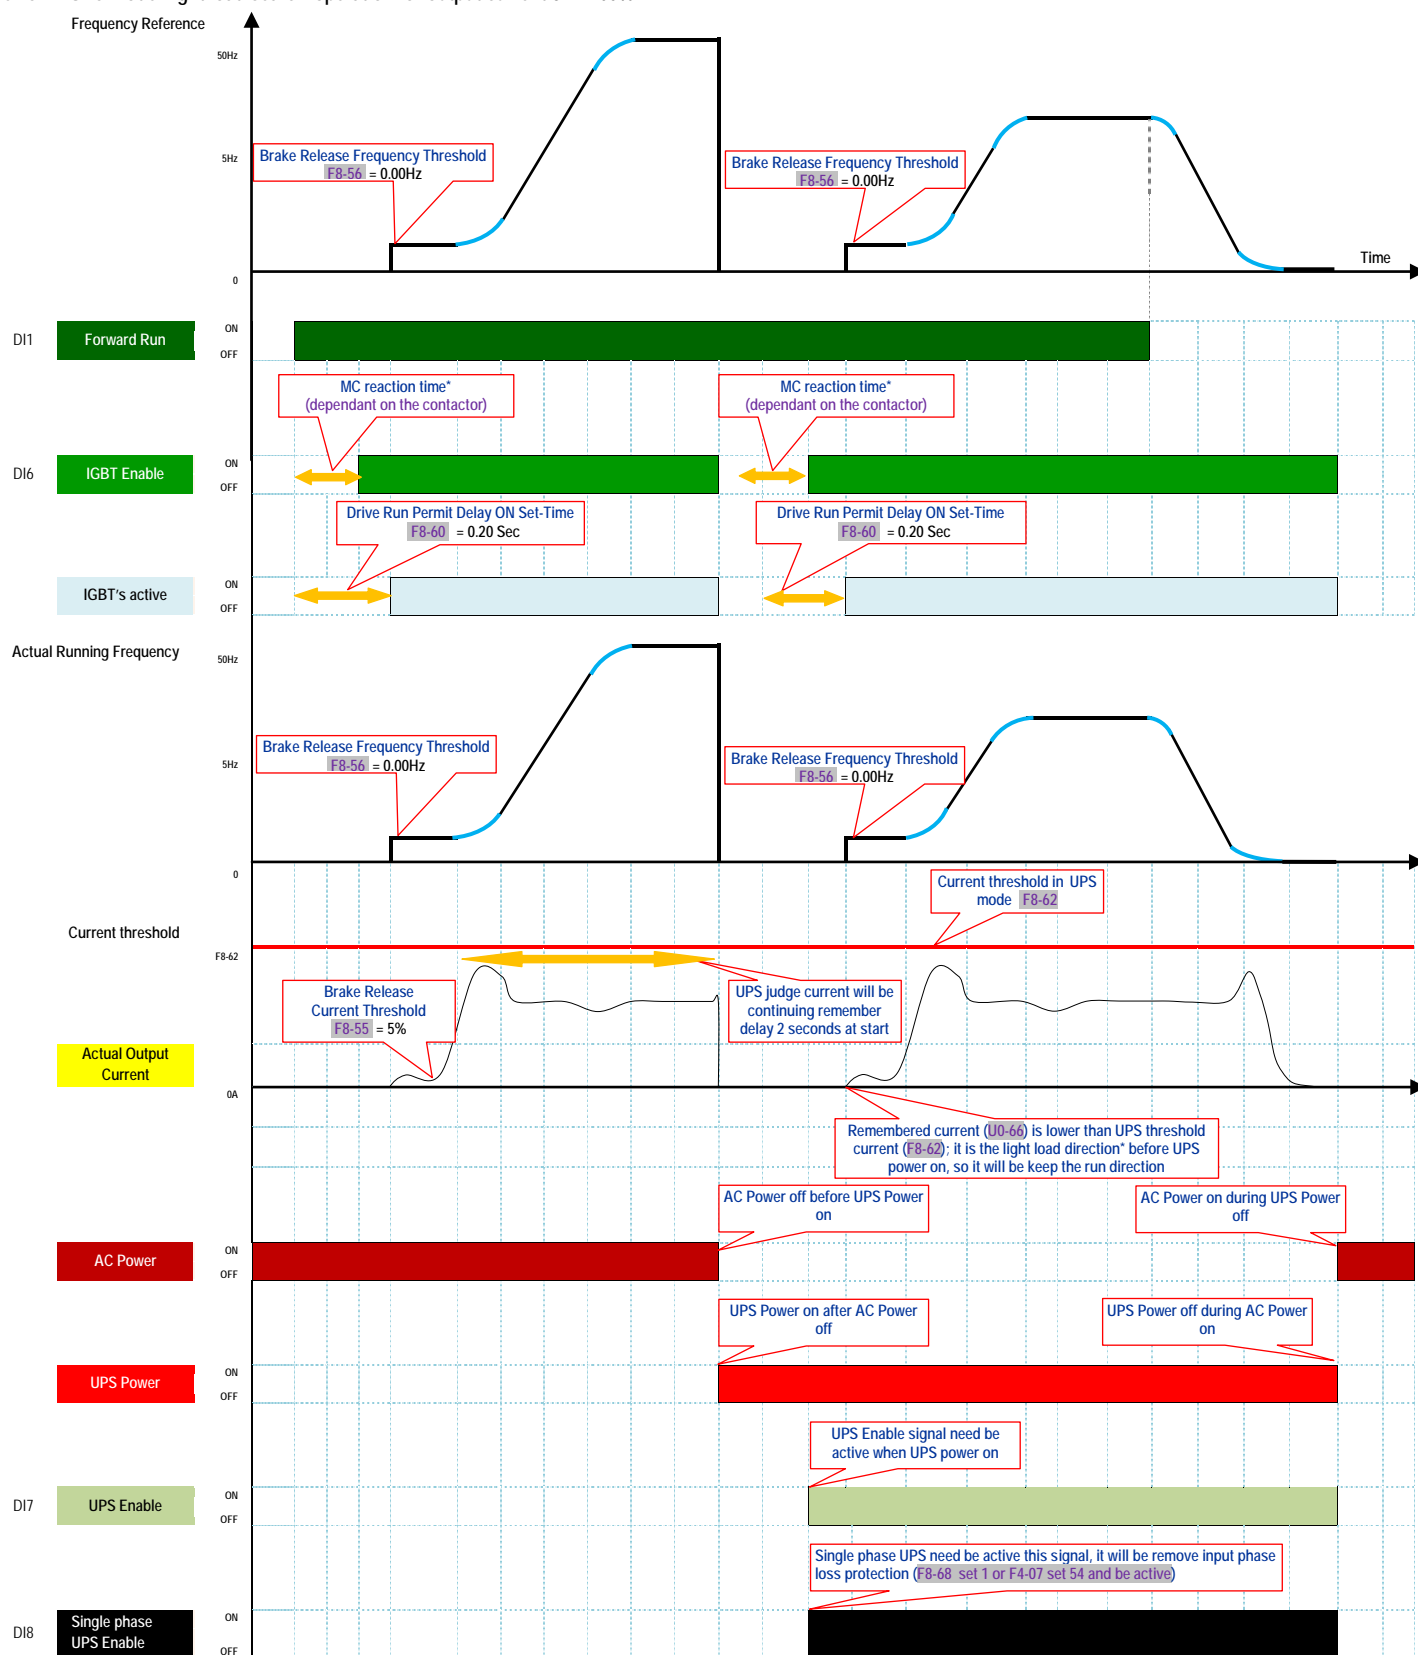 Frequency Reference
50Hz
5Hz
Brake Release Frequency Threshold
F8-56 = 0.00Hz
Brake Release Frequency Threshold
F8-56 = 0.00Hz
Time
0
DI1
Forward Run
ON
OFF
MC reaction time*
(dependant on the contactor)
MC reaction time*
(dependant on the contactor)
DI6
IGBT Enable
ON
OFF
Drive Run Permit Delay ON Set-Time
F8-60 = 0.20 Sec
Drive Run Permit Delay ON Set-Time
F8-60 = 0.20 Sec
IGBT's active
ON
OFF
Actual Running Frequency
50Hz
5Hz
Brake Release Frequency Threshold
F8-56 = 0.00Hz
Brake Release Frequency Threshold
F8-56 = 0.00Hz
0
Current threshold in UPS
mode F8-62
Current threshold
F8-62
Brake Release
Current Threshold
F8-55 = 5%
UPS judge current will be
continuing remember
delay 2 seconds at start
Actual Output
Current
0A
Remembered current (U0-66) is lower than UPS threshold
current (F8-62); it is the light load direction* before UPS
power on, so it will be keep the run direction
AC Power off before UPS Power
on
AC Power on during UPS Power
off
AC Power
ON
OFF
UPS Power on after AC Power
off
UPS Power off during AC Power
on
UPS Power
ON
OFF
UPS Enable signal need be
active when UPS power on
DI7
UPS Enable
ON
OFF
Single phase UPS need be active this signal, it will be remove input phase
loss protection (F8-68 set 1 or F4-07 set 54 and be active)
DI8
Single phase
UPS Enable
ON
OFF